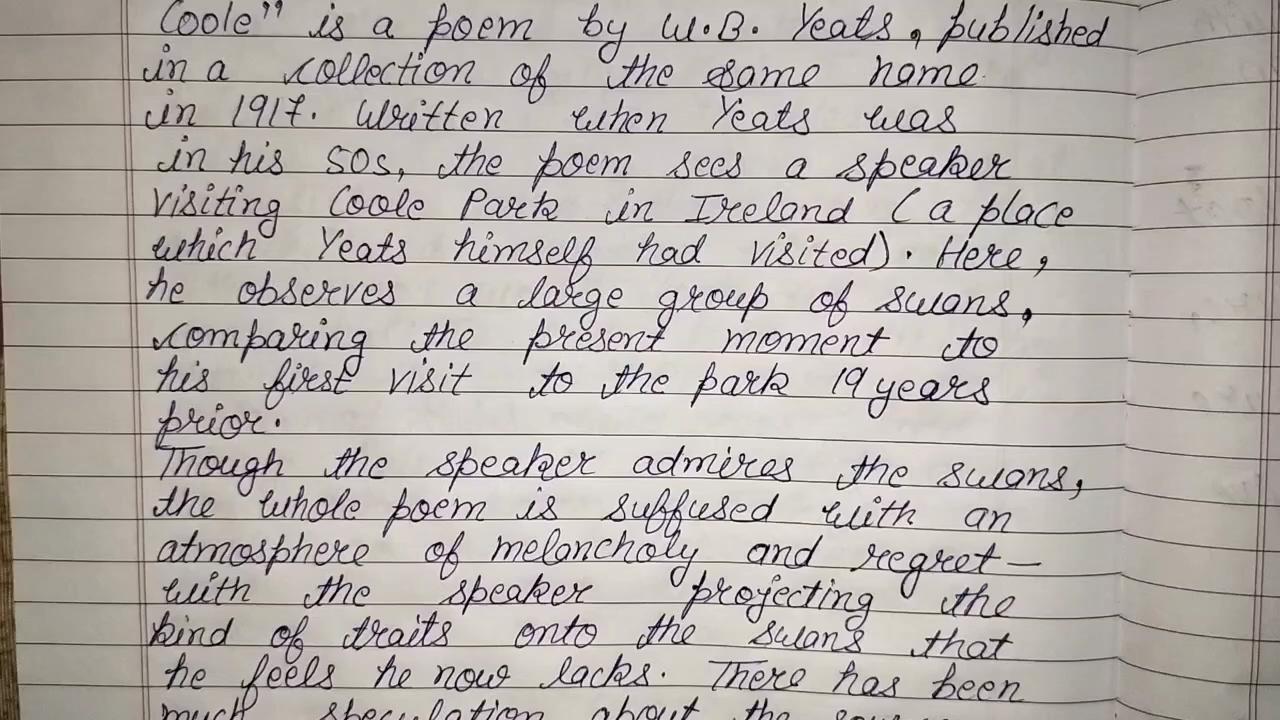 Coole" is a poem by W.B. Yeats, published
in a collection of the same name
in 1917. Written when Yeats was
in his 50s, the poem sees a speaker
visiting Coole Park in Ireland (a place
which Yeats himself had visited). Here,
he observes a large group of swans,
comparing the present moment to
his first visit to the park 19 years
prior.
Though the speaker admires the swans,
the whole poem is suffused with an
atmosphere of melancholy and regret—
with the speaker projecting the
kind of traits onto the swans that
he feels he now lacks. There has been
much speculation about the